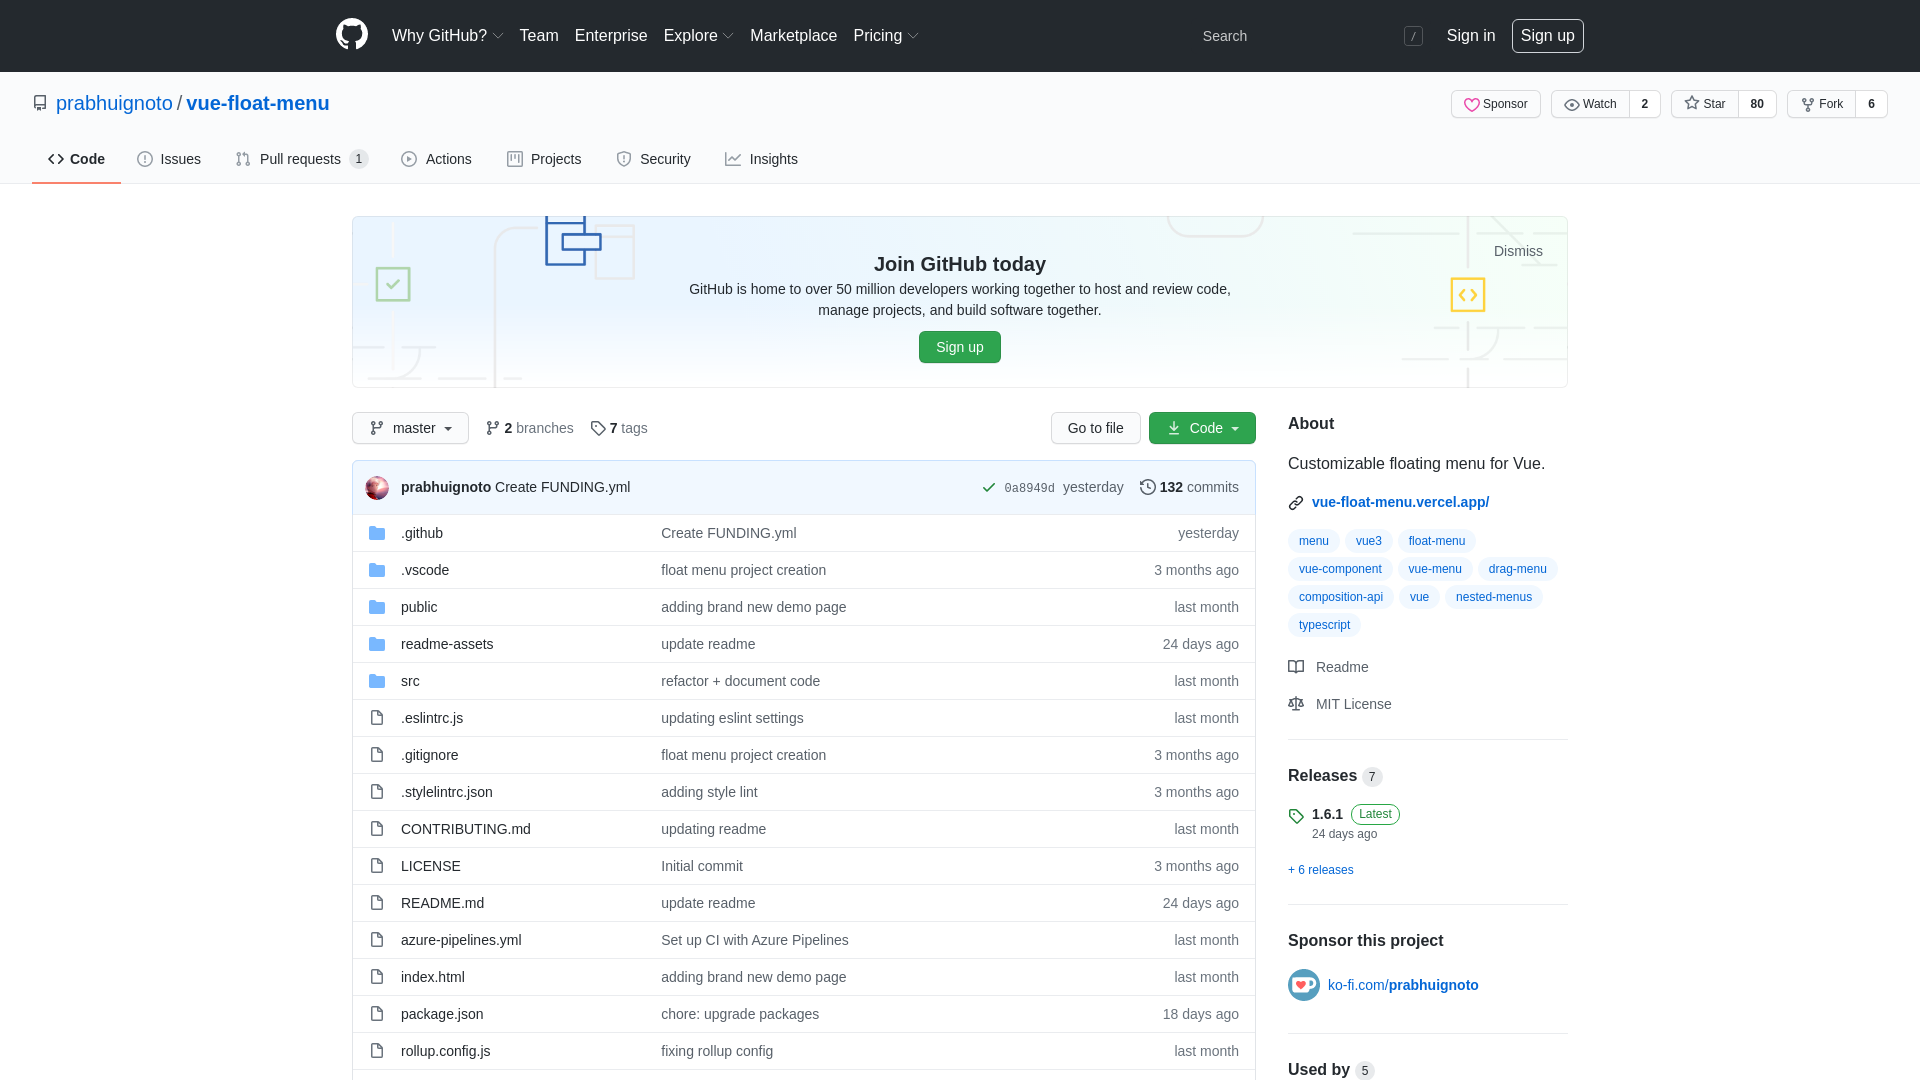 Why GitHub? Team Enterprise Explore Marketplace Pricing Search / Sign in Sign up
prabhuignoto / vue-float-menu Sponsor Watch 2 Star 80 Fork 6
Code Issues Pull requests 1 Actions Projects Security Insights
Dismiss
Join GitHub today
GitHub is home to over 50 million developers working together to host and review code,
manage projects, and build software together.
Sign up
master 2 branches 7 tags Go to file Code
prabhuignoto Create FUNDING.yml 0a8949d yesterday 132 commits
.github Create FUNDING.yml yesterday
.vscode float menu project creation 3 months ago
public adding brand new demo page last month
readme-assets update readme 24 days ago
src refactor + document code last month
.eslintrc.js updating eslint settings last month
.gitignore float menu project creation 3 months ago
.stylelintrc.json adding style lint 3 months ago
CONTRIBUTING.md updating readme last month
LICENSE Initial commit 3 months ago
README.md update readme 24 days ago
azure-pipelines.yml Set up CI with Azure Pipelines last month
index.html adding brand new demo page last month
package.json chore: upgrade packages 18 days ago
rollup.config.js fixing rollup config last month
About
Customizable floating menu for Vue.
vue-float-menu.vercel.app/
menu vue3 float-menu
vue-component vue-menu drag-menu
composition-api vue nested-menus
typescript
Readme
MIT License
Releases 7
1.6.1 Latest
24 days ago
+ 6 releases
Sponsor this project
ko-fi.com/prabhuignoto
Used by 5